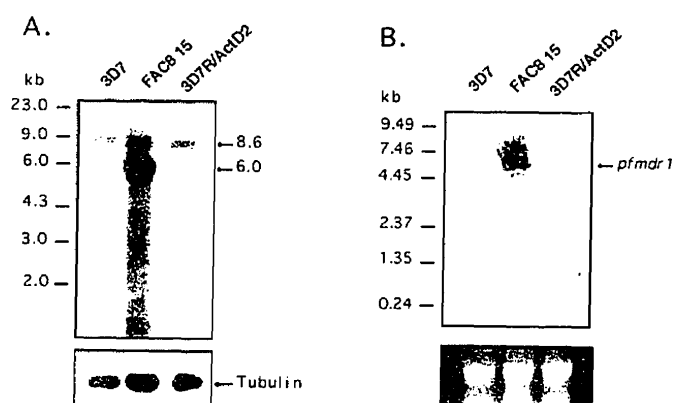 A.
3D7
FAC8 15
3D7R/ActD2
kb
23.0
9.0
6.0
4.3
3.0
2.0
8.6
6.0
Tubulin
B.
3D7
FAC8 15
3D7R/ActD2
kb
9.49
7.46
4.45
2.37
1.35
0.24
pfmdr1